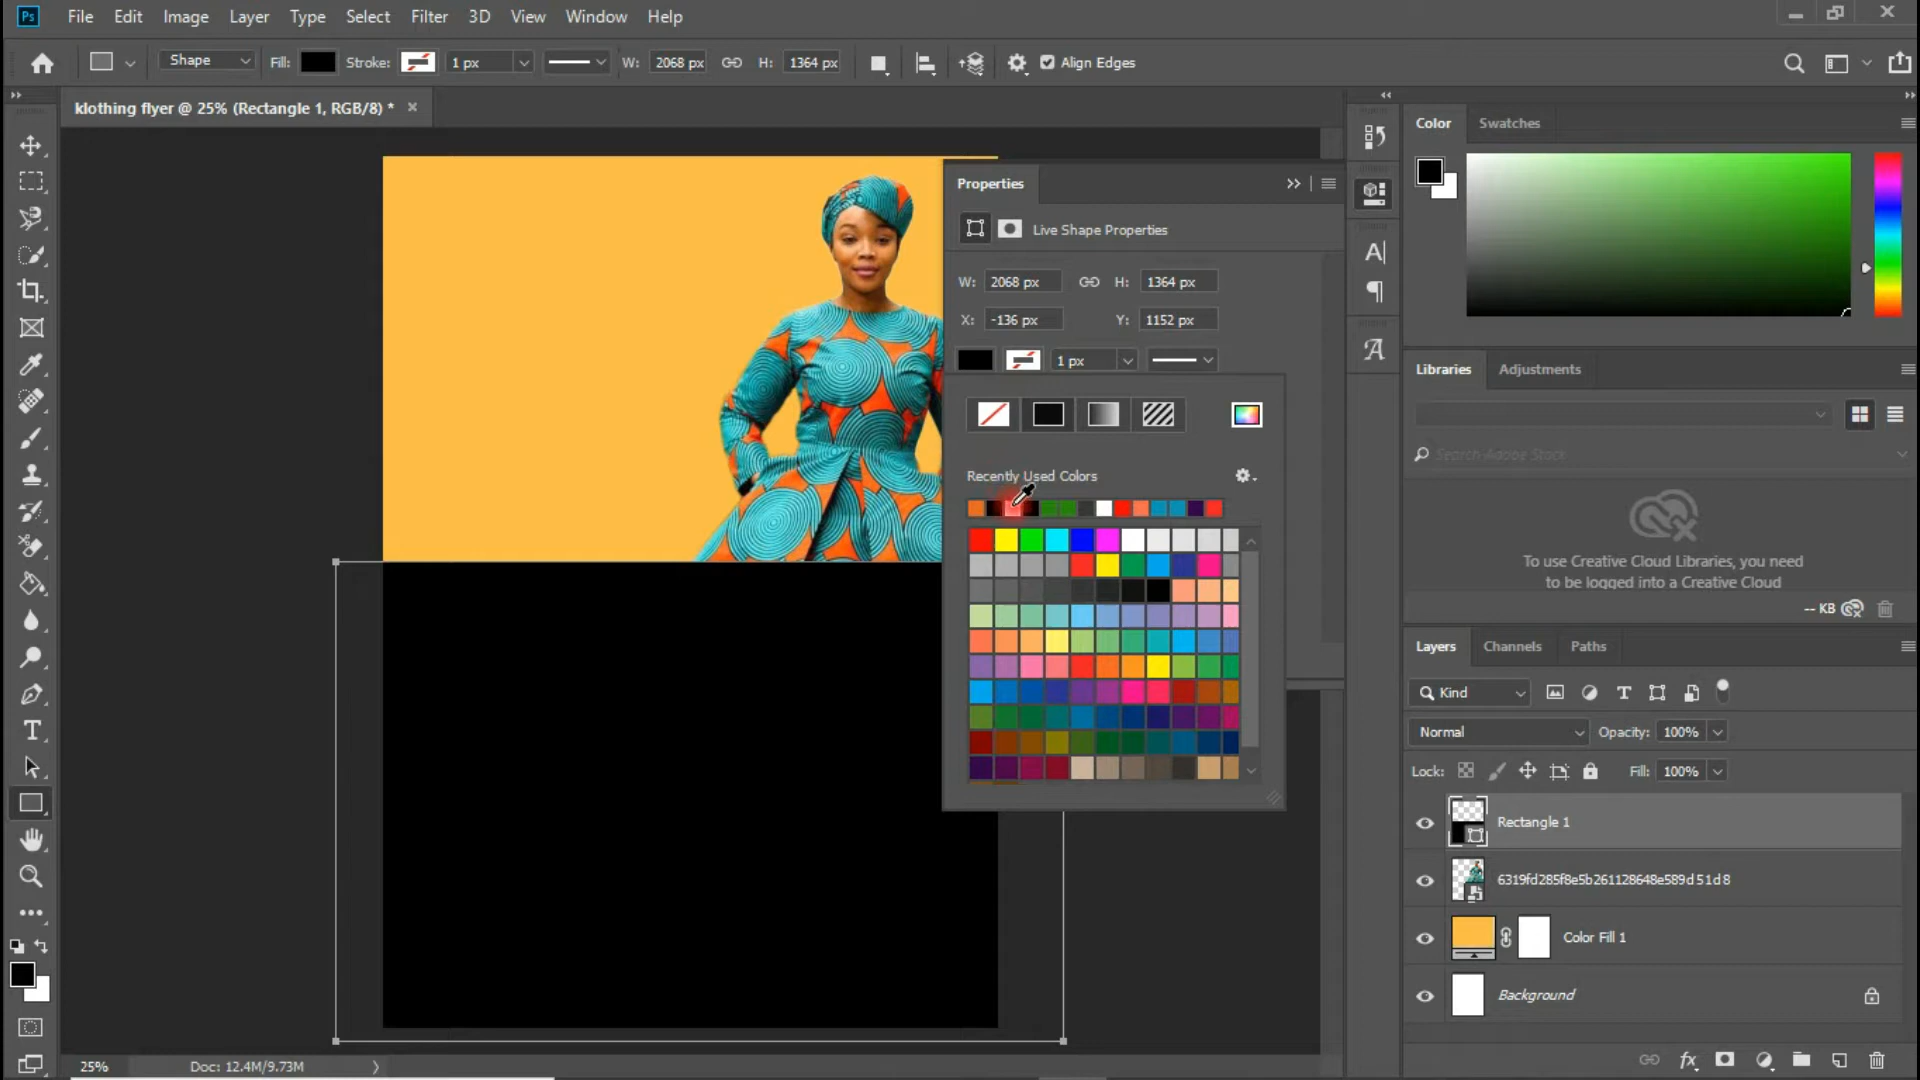 Ps File Edit Image Layer Type Select Filter 3D View Window Help
Shape Fill: Stroke: 1 px W: 2068 px H: 1364 px Align Edges
klothing flyer @ 25% (Rectangle 1, RGB/8) *
Properties
Live Shape Properties
W: 2068 px H: 1364 px
X: -136 px Y: 1152 px
1 px
Recently Used Colors
Color Swatches
Libraries Adjustments
Search Adobe Stock
To use Creative Cloud Libraries, you need
to be logged into a Creative Cloud
-- KB
Layers Channels Paths
Kind
Normal Opacity: 100%
Lock: Fill: 100%
Rectangle 1
6319fd285f8e5b261128648e589d51d8
Color Fill 1
Background
25% Doc: 12.4M/9.73M